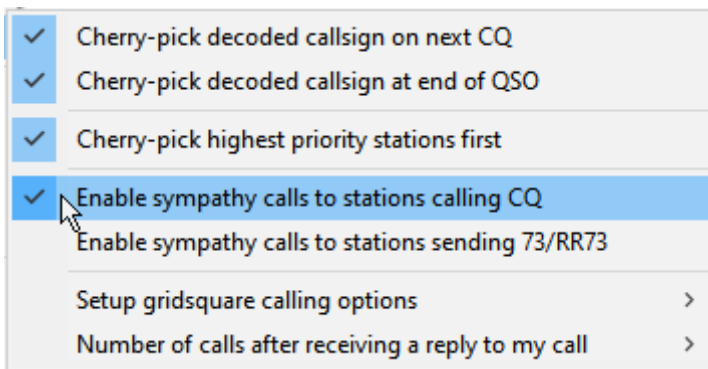 Cherry-pick decoded callsign on next CQ
Cherry-pick decoded callsign at end of QSO
Cherry-pick highest priority stations first
Enable sympathy calls to stations calling CQ
Enable sympathy calls to stations sending 73/RR73
Setup gridsquare calling options
Number of calls after receiving a reply to my call